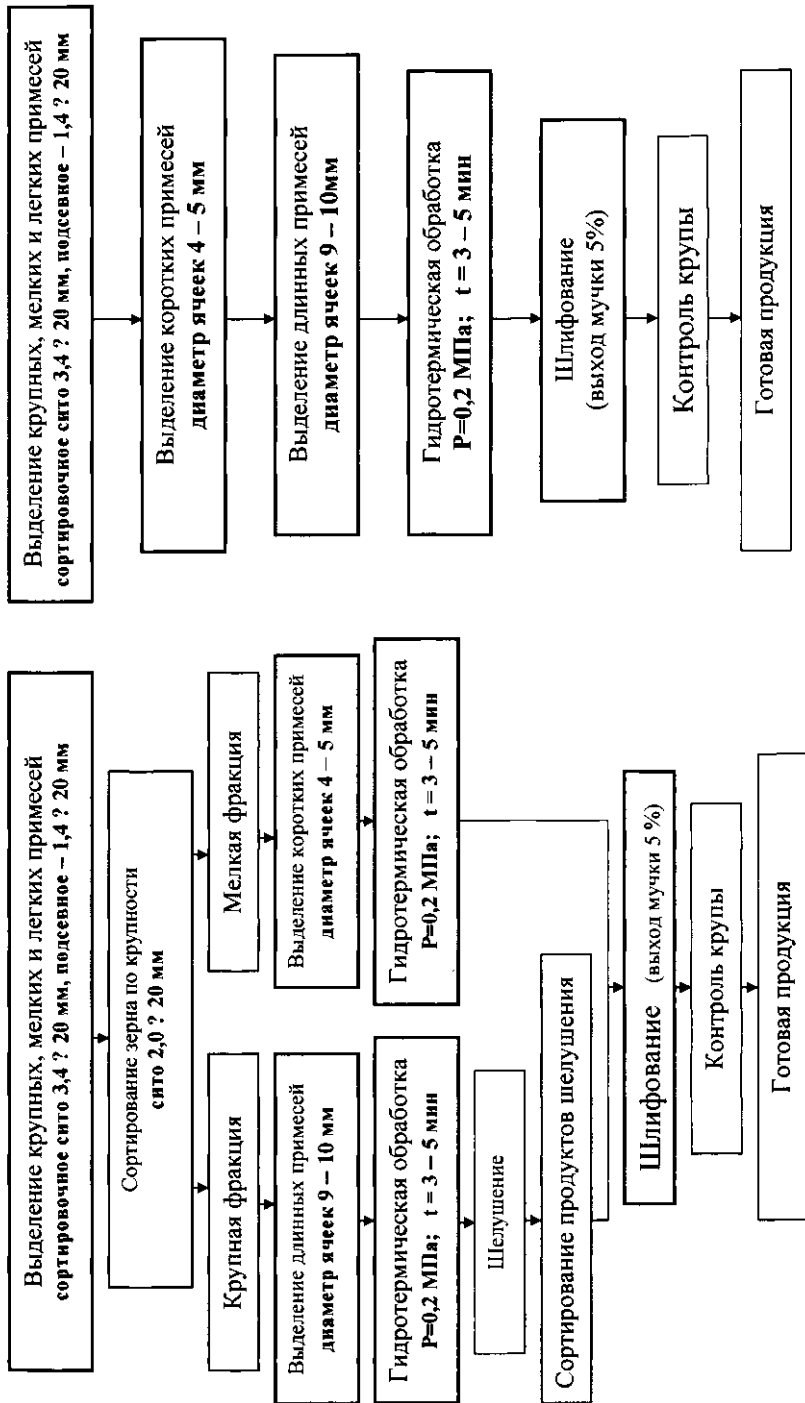 Выделение крупных, мелких и легких примесей
сортировочное сито 3,4 ? 20 мм, подсевное – 1,4 ? 20 мм
Сортирование зерна по крупности
сито 2,0 ? 20 мм
Крупная фракция
Мелкая фракция
Выделение длинных примесей
диаметр ячеек 9 – 10 мм
Выделение коротких примесей
диаметр ячеек 4 – 5 мм
Гидротермическая обработка
Р=0,2 МПа; t = 3 – 5 мин
Гидротермическая обработка
Р=0,2 МПа; t = 3 – 5 мин
Шелушение
Сортирование продуктов шелушения
Шлифование (выход мучки 5 %)
Контроль крупы
Готовая продукция
Выделение крупных, мелких и легких примесей
сортировочное сито 3,4 ? 20 мм, подсевное – 1,4 ? 20 мм
Выделение коротких примесей
диаметр ячеек 4 – 5 мм
Выделение длинных примесей
диаметр ячеек 9 – 10мм
Гидротермическая обработка
Р=0,2 МПа; t = 3 – 5 мин
Шлифование
(выход мучки 5%)
Контроль крупы
Готовая продукция